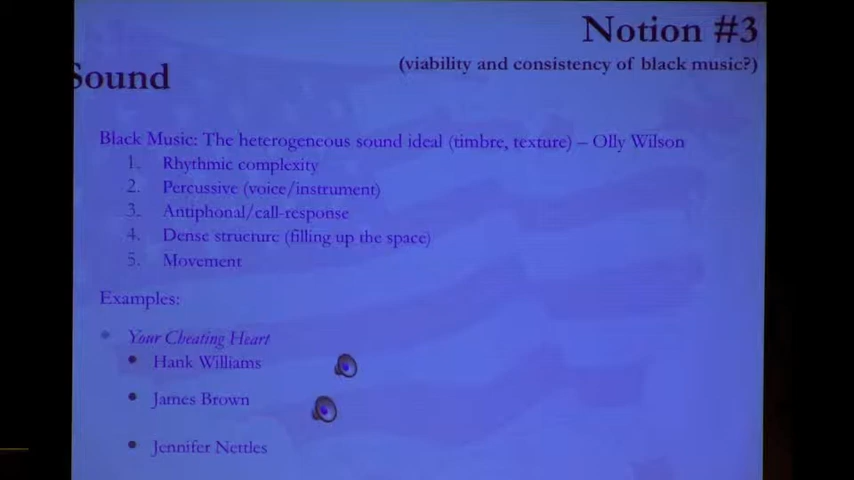 Notion #3
(viability and consistency of black music?)
Sound
Black Music: The heterogeneous sound ideal (timbre, texture) – Olly Wilson
1. Rhythmic complexity
2. Percussive (voice/instrument)
3. Antiphonal/call-response
4. Dense structure (filling up the space)
5. Movement
Examples:
• Your Cheating Heart
• Hank Williams
• James Brown
• Jennifer Nettles